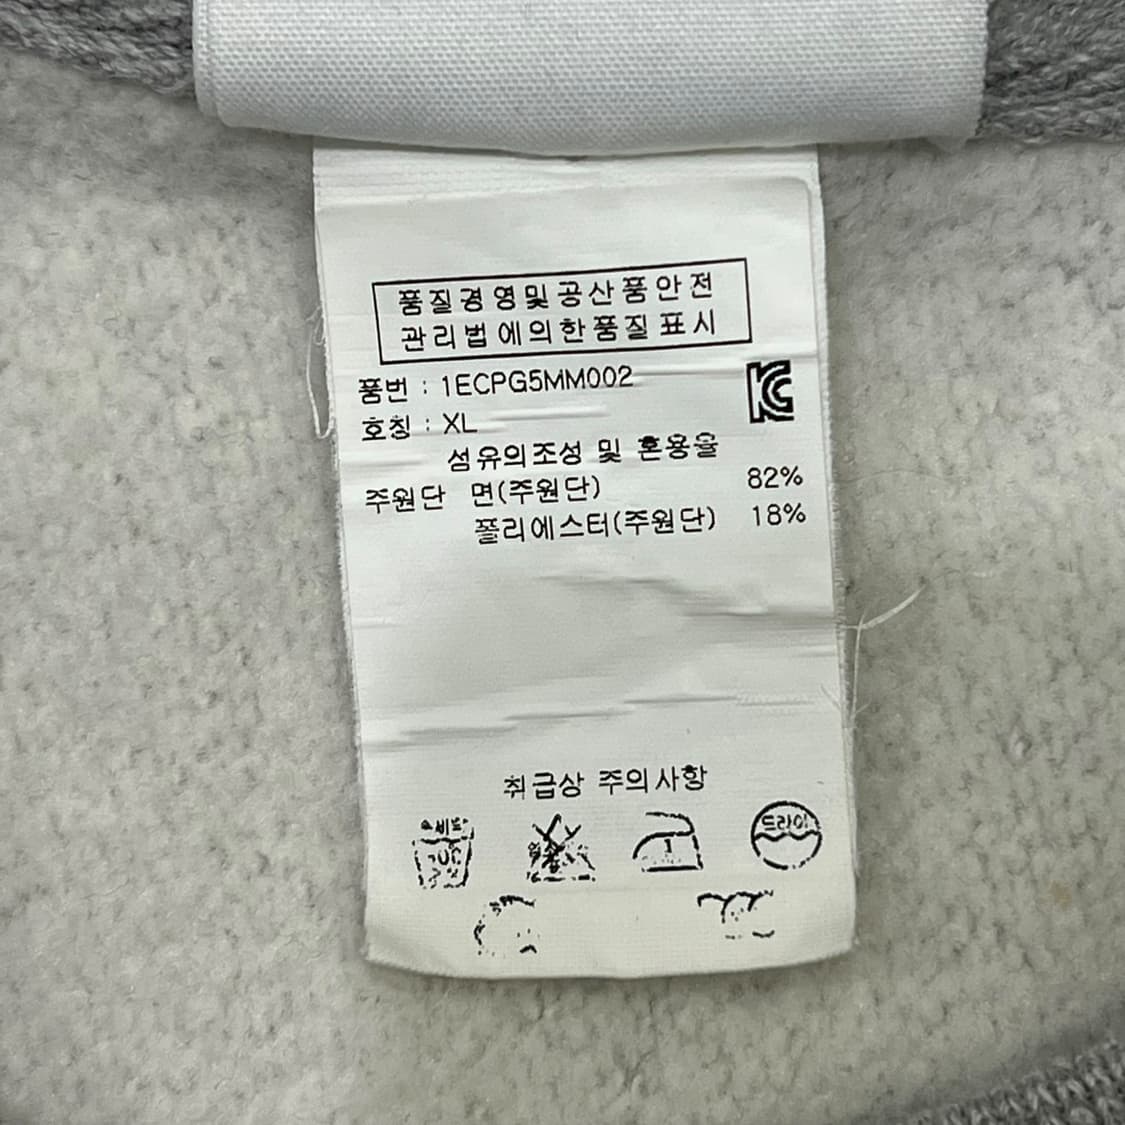 품질경영및공산품안전
관리법에의한품질표시
품번 : 1ECPG5MM002
호칭 : XL
섬유의조성 및 혼용율
주원단 면(주원단) 82%
폴리에스터(주원단) 18%
취급상 주의사항
드라이